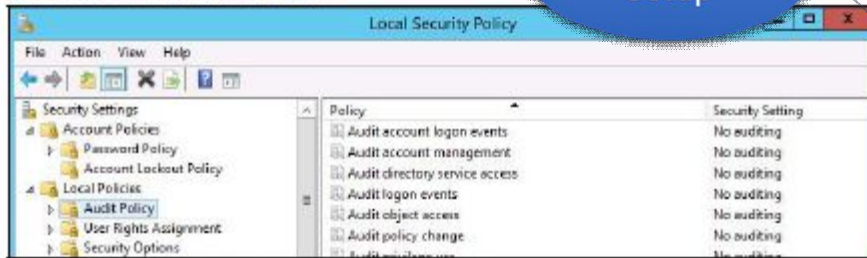 Local Security Policy
File Action View Help
Security Settings
Account Policies
Password Policy
Account Lockout Policy
Local Policies
Audit Policy
User Rights Assignment
Security Options
Policy Security Setting
Audit account logon events No auditing
Audit account management No auditing
Audit directory service access No auditing
Audit logon events No auditing
Audit object access No auditing
Audit policy change No auditing